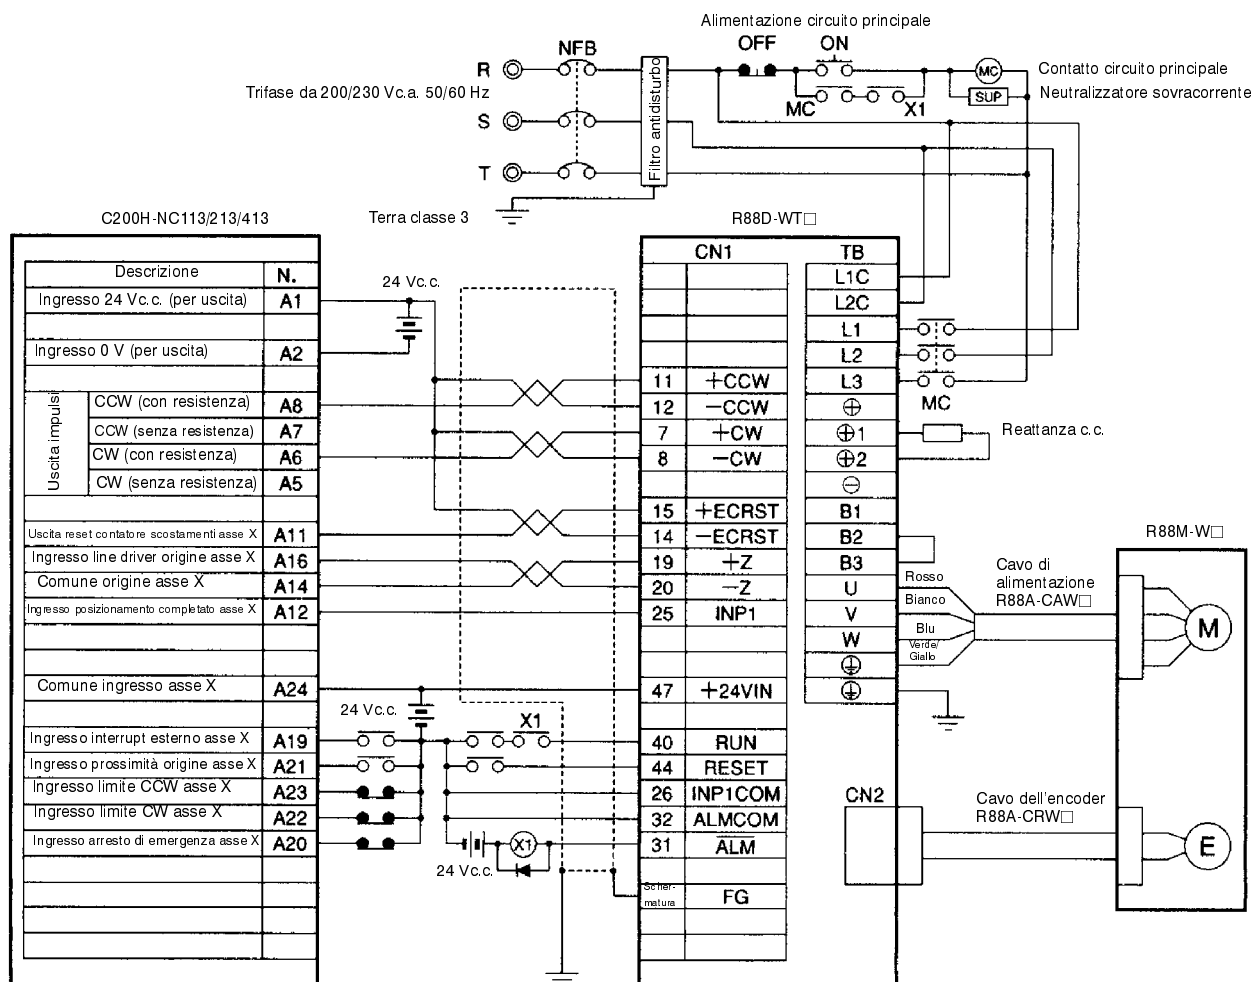 Alimentazione circuito principale
NFB OFF ON
R MC Contatto circuito principale
Trifase da 200/230 Vc.a. 50/60 Hz
SUP Neutralizzatore sovracorrente
MC X1
S
Filtro antidisturbo
T
C200H-NC113/213/413
Terra classe 3
R88D-WT□
Descrizione N.
Ingresso 24 Vc.c. (per uscita) A1
Ingresso 0 V (per uscita) A2
Uscita impulsi
CCW (con resistenza) A8
CCW (senza resistenza) A7
CW (con resistenza) A6
CW (senza resistenza) A5
Uscita reset contatore scostamenti asse X A11
Ingresso line driver origine asse X A16
Comune origine asse X A14
Ingresso posizionamento completato asse X A12
Comune ingresso asse X A24
Ingresso interrupt esterno asse X A19
Ingresso prossimità origine asse X A21
Ingresso limite CCW asse X A23
Ingresso limite CW asse X A22
Ingresso arresto di emergenza asse X A20
24 Vc.c.
24 Vc.c.
X1
X1
24 Vc.c.
CN1
11 +CCW
12 −CCW
7 +CW
8 −CW
15 +ECRST
14 −ECRST
19 +Z
20 −Z
25 INP1
47 +24VIN
40 RUN
44 RESET
26 INP1COM
32 ALMCOM
31 ALM
Scher-
matura FG
TB
L1C
L2C
L1
L2
L3
⊕
⊕1
⊕2
⊖
B1
B2
B3
U
V
W
MC
Reattanza c.c.
Rosso
Bianco
Blu
Verde/
Giallo
Cavo di
alimentazione
R88A-CAW□
R88M-W□
M
CN2
Cavo dell'encoder
R88A-CRW□
E